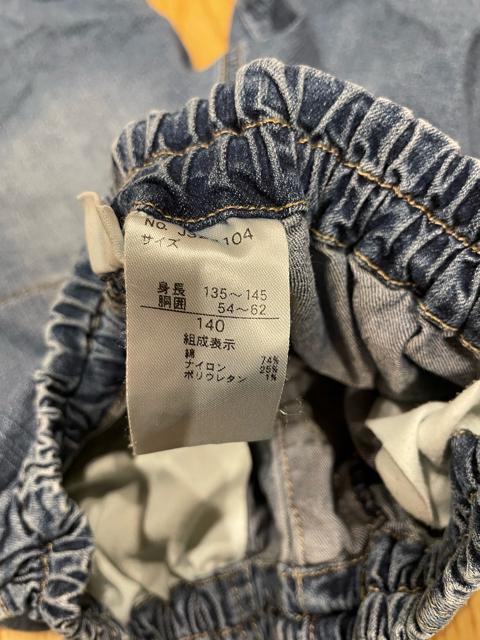 No.
サイズ
身長 135～145
胴囲 54～62
140
組成表示
綿 74%
ナイロン 25%
ポリウレタン 1%